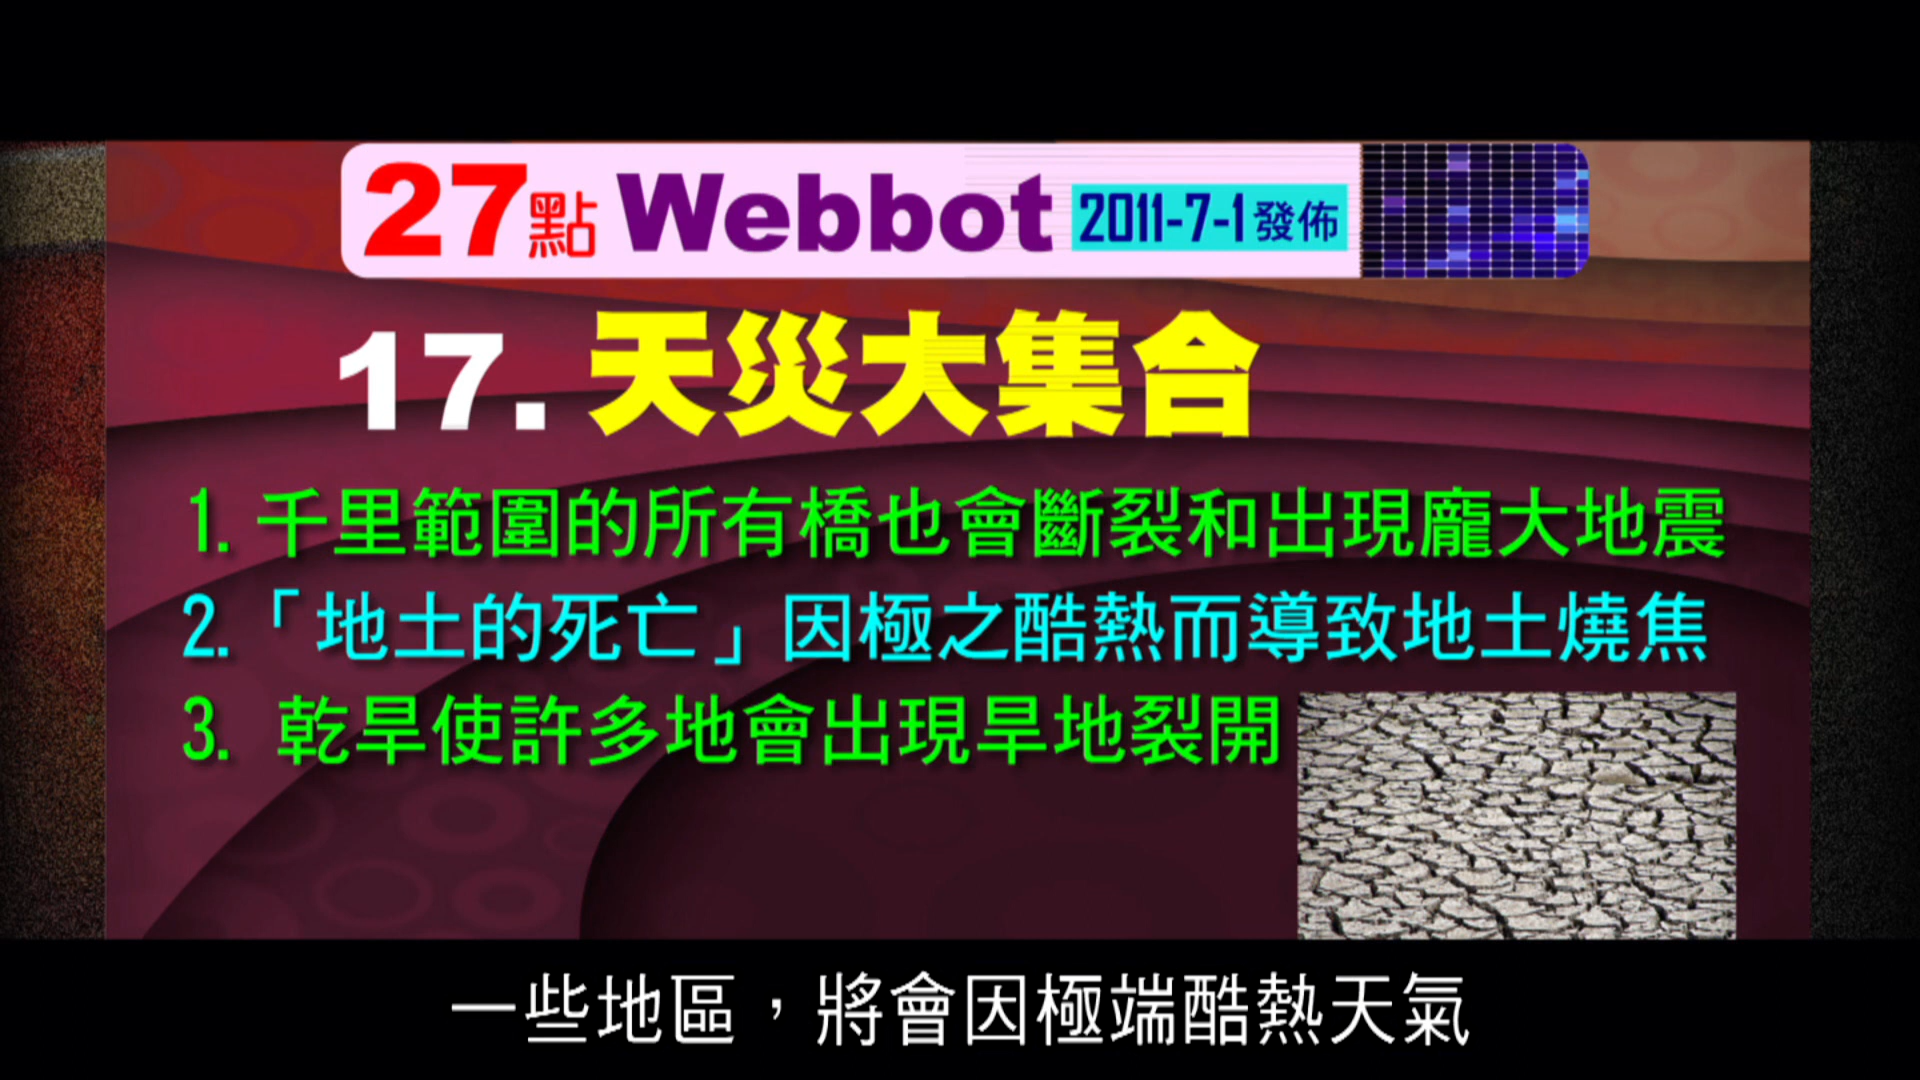 27點 Webbot 2011-7-1發佈
17. 天災大集合
1. 千里範圍的所有橋也會斷裂和出現龐大地震
2.「地土的死亡」因極之酷熱而導致地土燒焦
3. 乾旱使許多地會出現旱地裂開
一些地區，將會因極端酷熱天氣